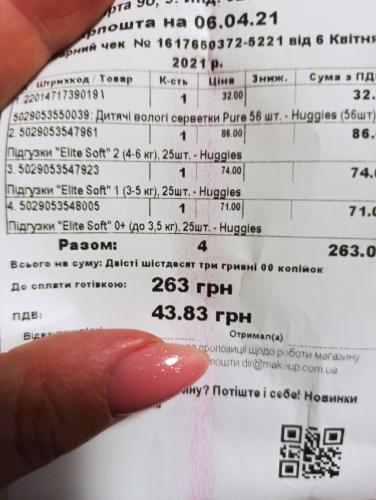 рпошта на 06.04.21
рний чек № 1617650372-5221 від 6 Квітня
2021 р.
Штрихкод / Товар К-сть Ціна Зниж. Сума з ПД
1. 2201471739019 1 32.00 32.
5029053550039: Дитячі вологі серветки Pure 56 шт. - Huggies (56шт)
2. 5029053547961 1 86.00 86.
Підгузки "Elite Soft" 2 (4-6 кг), 25шт. - Huggies
3. 5029053547923 1 74.00 74.0
Підгузки "Elite Soft" 1 (3-5 кг), 25шт. - Huggies
4. 5029053548005 1 71.00 71.0
Підгузки "Elite Soft" 0+ (до 3,5 кг), 25шт. - Huggies
Разом: 4 263.0
Всього на суму: Двісті шістдесят три гривні 00 копійок
До сплати готівкою: 263 грн
ПДВ: 43.83 грн
Отримал(а)
пропозиції щодо роботи магазину
пошти dir@makeup.com.ua
ину? Потіште і себе! Новинки